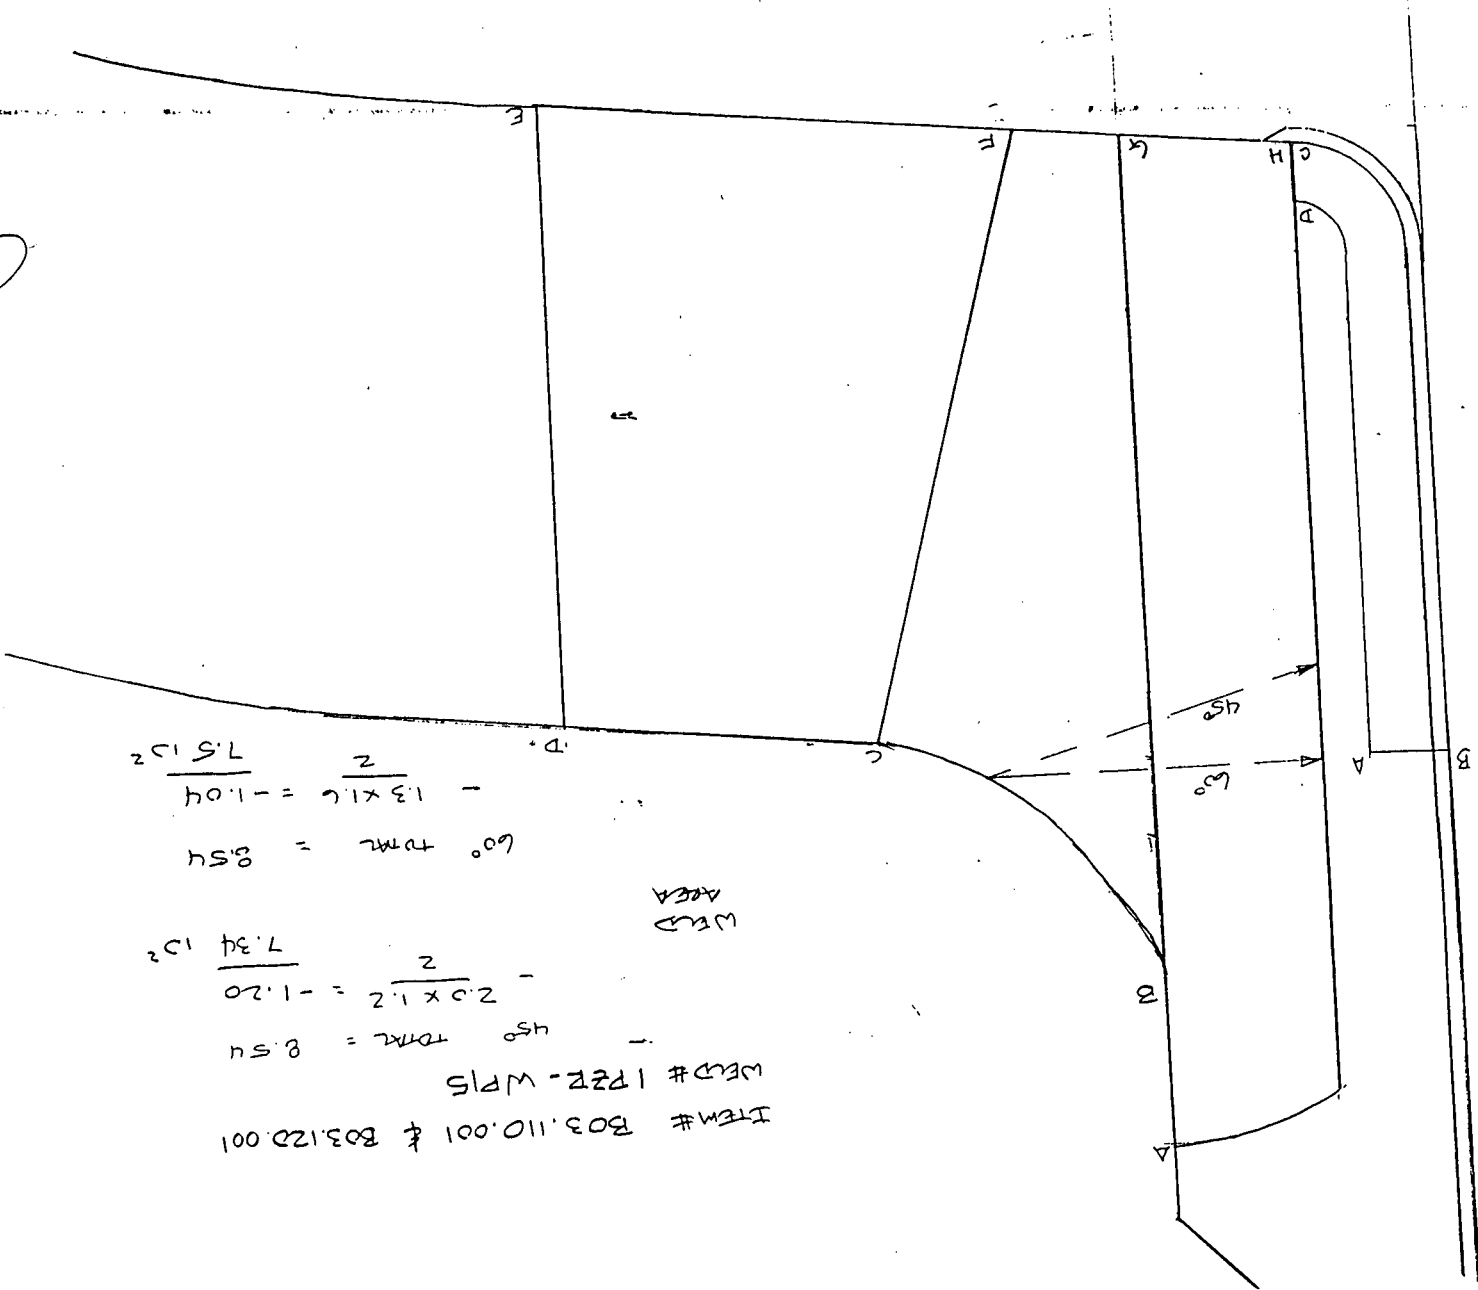 A
ITEM# B03.110.001 & B03.120.001
WELD # 1PZR-WP15
45° TOTAL = 8.54
- 2.0 x 1.2 = -1.20
2
7.34 in²
B
WELD
AREA
60° TOTAL = 8.54
- 1.3 x 1.6 = -1.04
2
7.5 in²
60°
B
A
C
D
45°
D
C
H
G
F
E